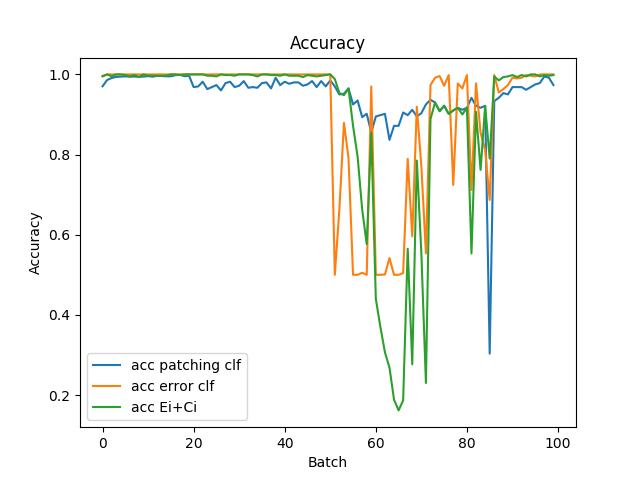 Accuracy
1.0
0.8
0.6
0.4
0.2
Accuracy
acc patching clf
acc error clf
acc Ei+Ci
0 20 40 60 80 100
Batch